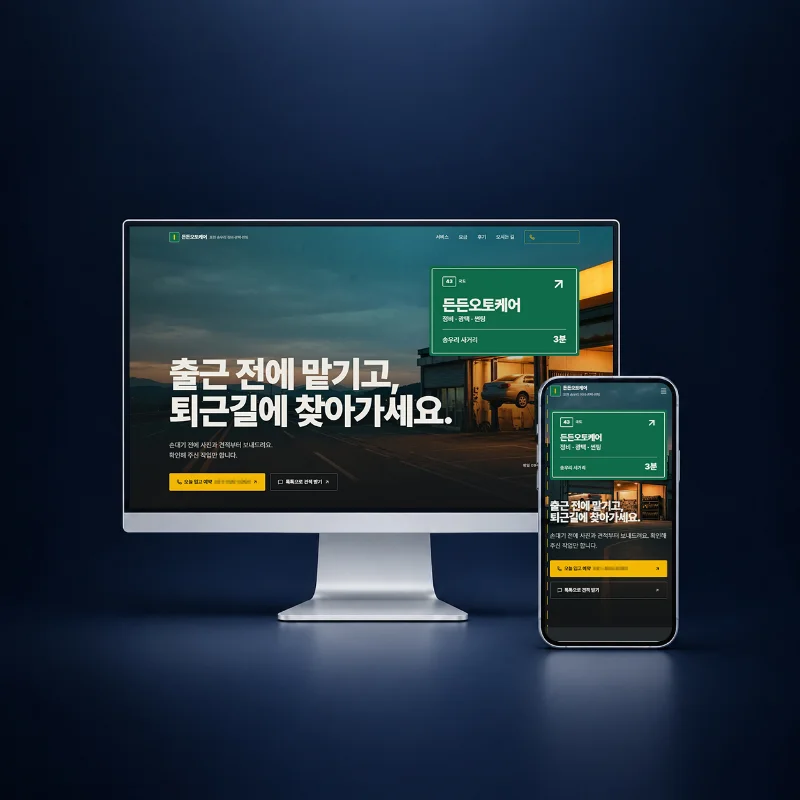 든든오토케어
서비스
요금
후기
오시는 길
43
국도
든든오토케어
정비 · 광택 · 썬팅
송우리 사거리
3분
출근 전에 맡기고,
퇴근길에 찾아가세요.
손대기 전에 사진과 견적부터 보내드려요.
확인해 주신 작업만 합니다.
오늘 입고 예약
톡톡으로 견적 받기
든든오토케어
43
국도
든든오토케어
정비 · 광택 · 썬팅
송우리 사거리
3분
출근 전에 맡기고,
퇴근길에 찾아가세요.
손대기 전에 사진과 견적부터 보내드려요. 확인해
주신 작업만 합니다.
오늘 입고 예약
톡톡으로 견적 받기